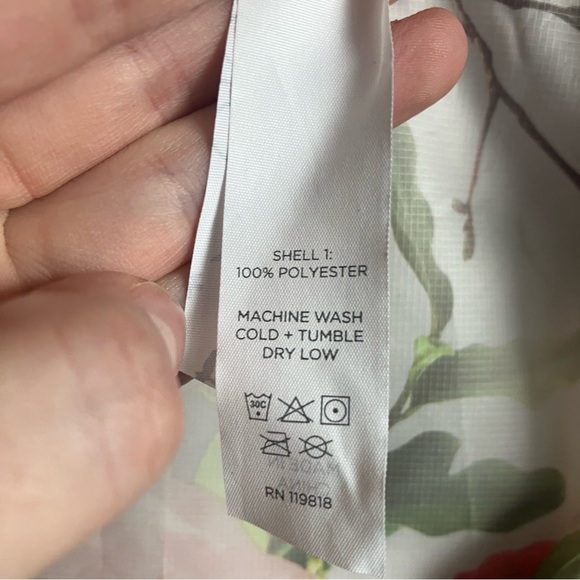 SHELL 1:
100% POLYESTER
MACHINE WASH
COLD + TUMBLE
DRY LOW
30C
MADE IN
CHINA
RN 119818